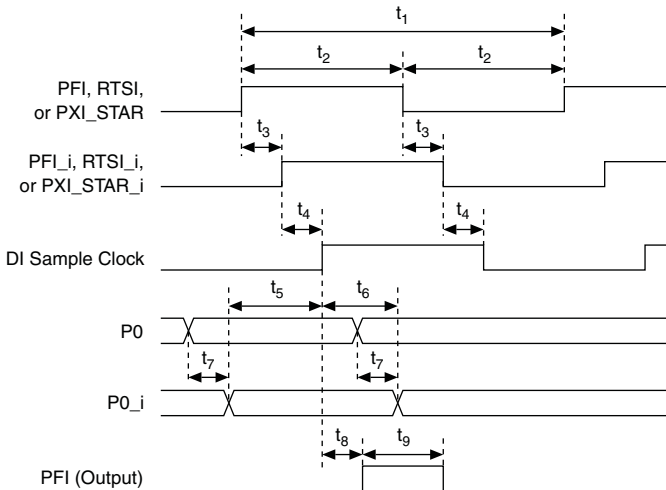 t1
t2 t2
PFI, RTSI,
or PXI_STAR
t3 t3
PFI_i, RTSI_i,
or PXI_STAR_i
t4 t4
DI Sample Clock
t5 t6
P0
t7 t7
P0_i
t8 t9
PFI (Output)